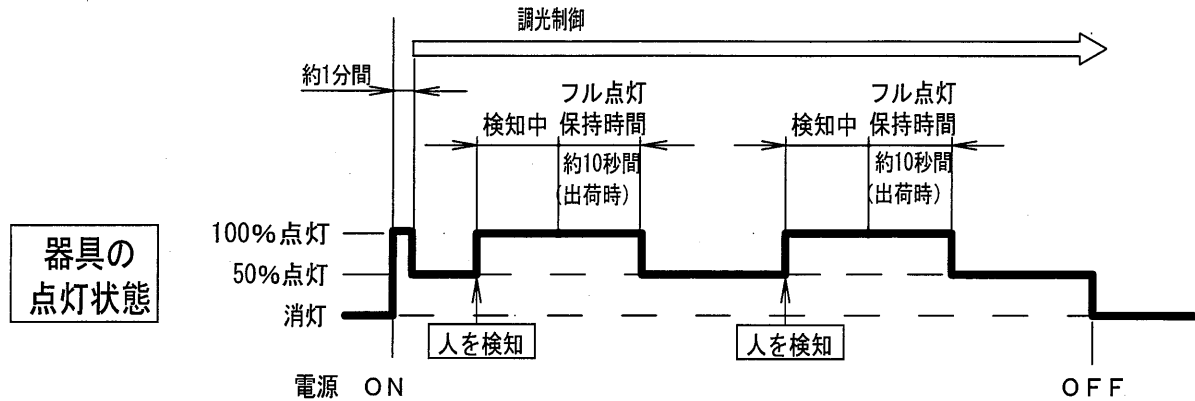 調光制御
約1分間
検知中
フル点灯
保持時間
約10秒間
(出荷時)
検知中
フル点灯
保持時間
約10秒間
(出荷時)
器具の
点灯状態
100%点灯
50%点灯
消灯
人を検知
人を検知
電源 ON
OFF